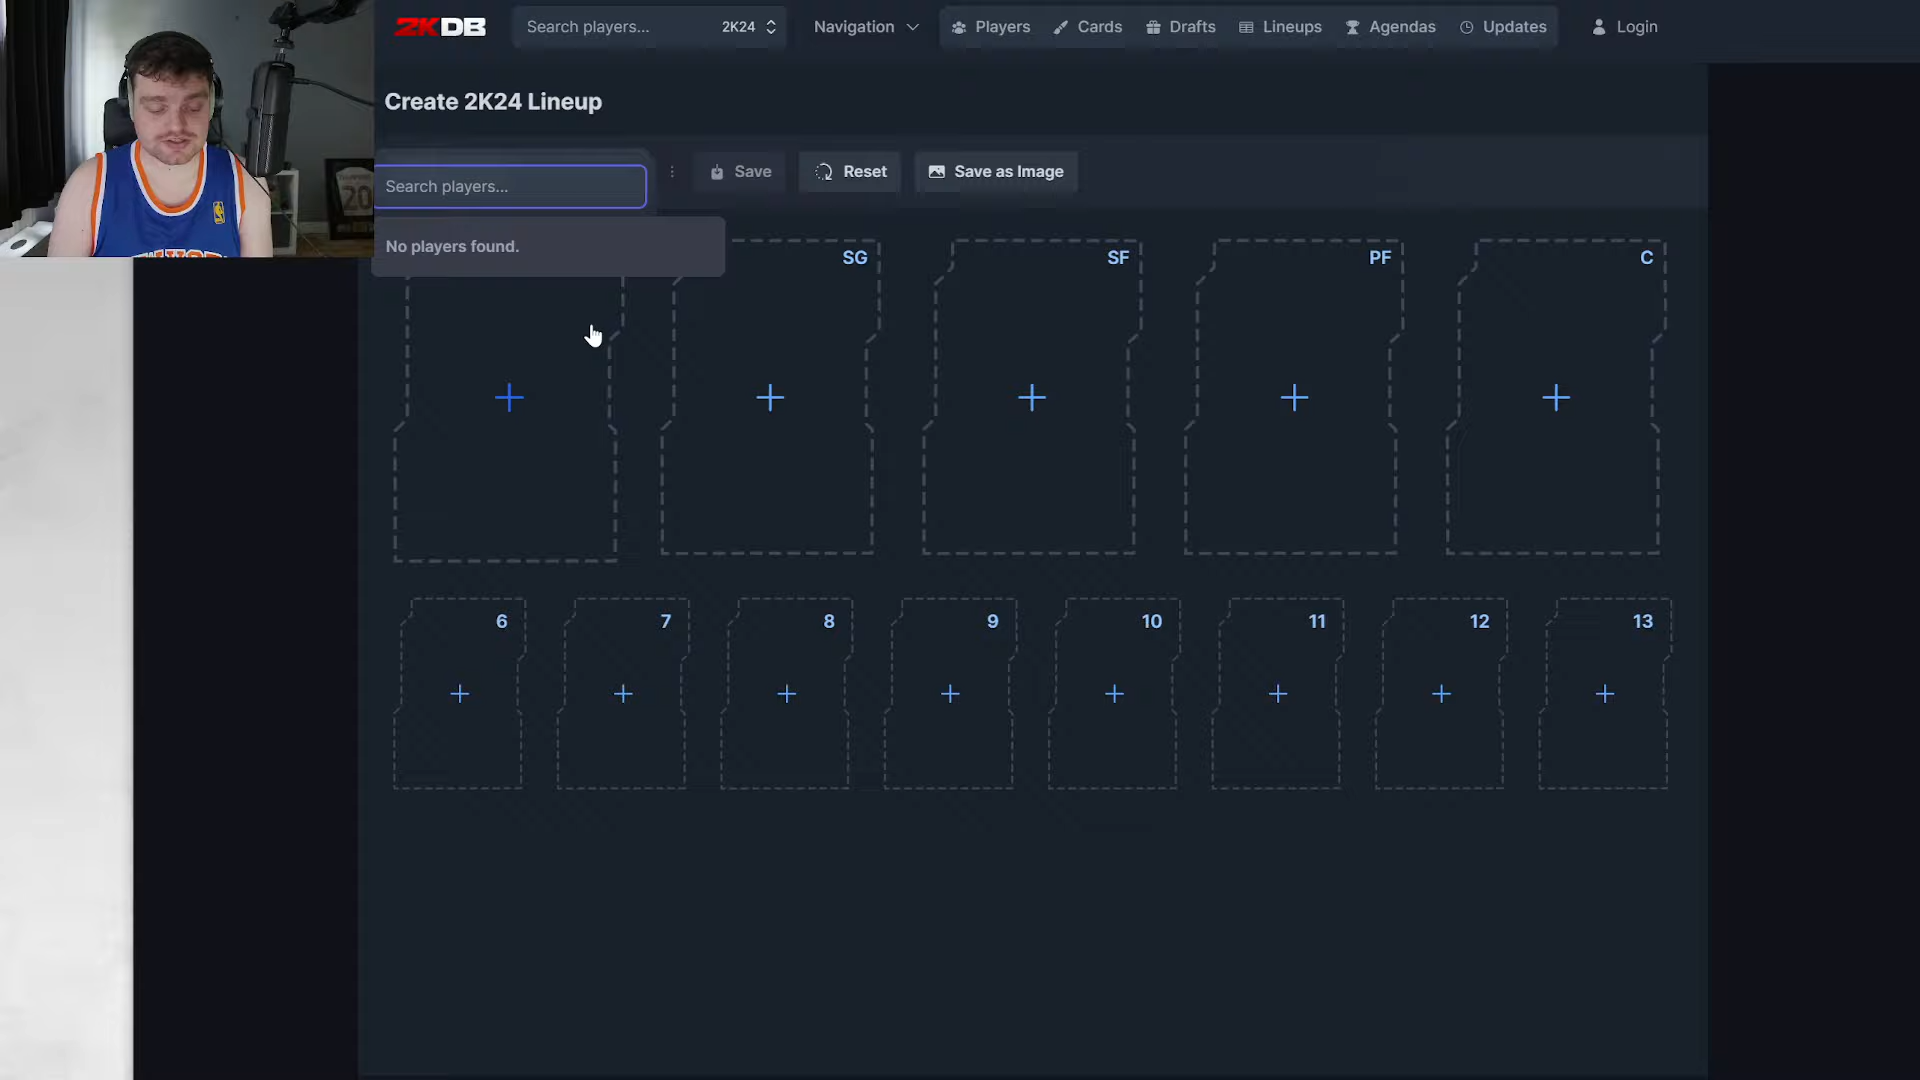 2KDB
Search players...
2K24
Navigation
Players
Cards
Drafts
Lineups
Agendas
Updates
Login
Create 2K24 Lineup
Search players...
Save
Reset
Save as Image
No players found.
SG
SF
PF
C
6
7
8
9
10
11
12
13
20